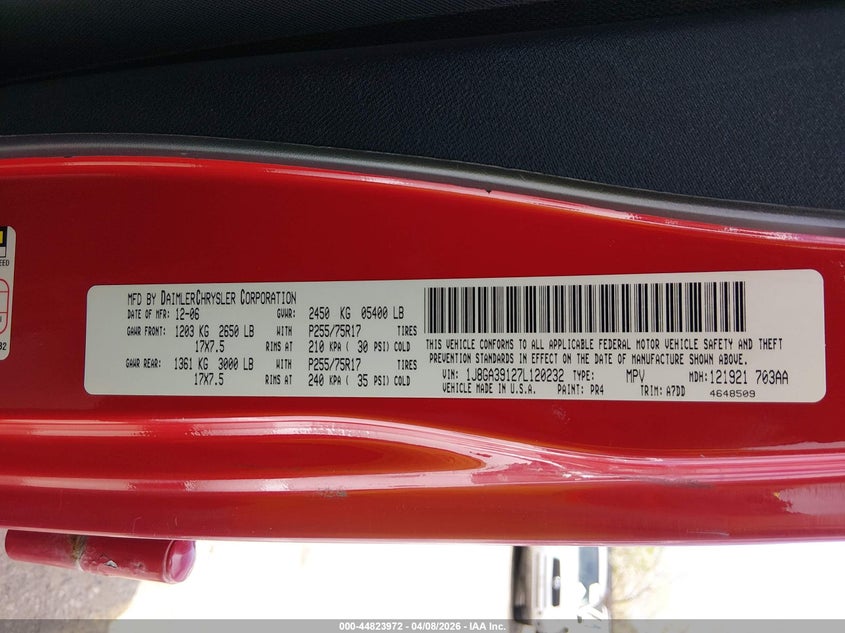 EED
32
MFD BY DAIMLERCHRYSLER CORPORATION
DATE OF MFR: 12-06 GVWR: 2450 KG 05400 LB
GAWR FRONT: 1203 KG 2650 LB WITH P255/75R17 TIRES
17X7.5 RIMS AT 210 KPA ( 30 PSI) COLD
GAWR REAR: 1361 KG 3000 LB WITH P255/75R17 TIRES
17X7.5 RIMS AT 240 KPA ( 35 PSI) COLD
THIS VEHICLE CONFORMS TO ALL APPLICABLE FEDERAL MOTOR VEHICLE SAFETY AND THEFT
PREVENTION STANDARDS IN EFFECT ON THE DATE OF MANUFACTURE SHOWN ABOVE.
VIN: 1J8GA39127L120232 TYPE: MPV MDH: 121921 703AA
VEHICLE MADE IN U.S.A. PAINT: PR4 TRIM: A7DD 4648509
000-44823972 - 04/08/2026 - IAA Inc.